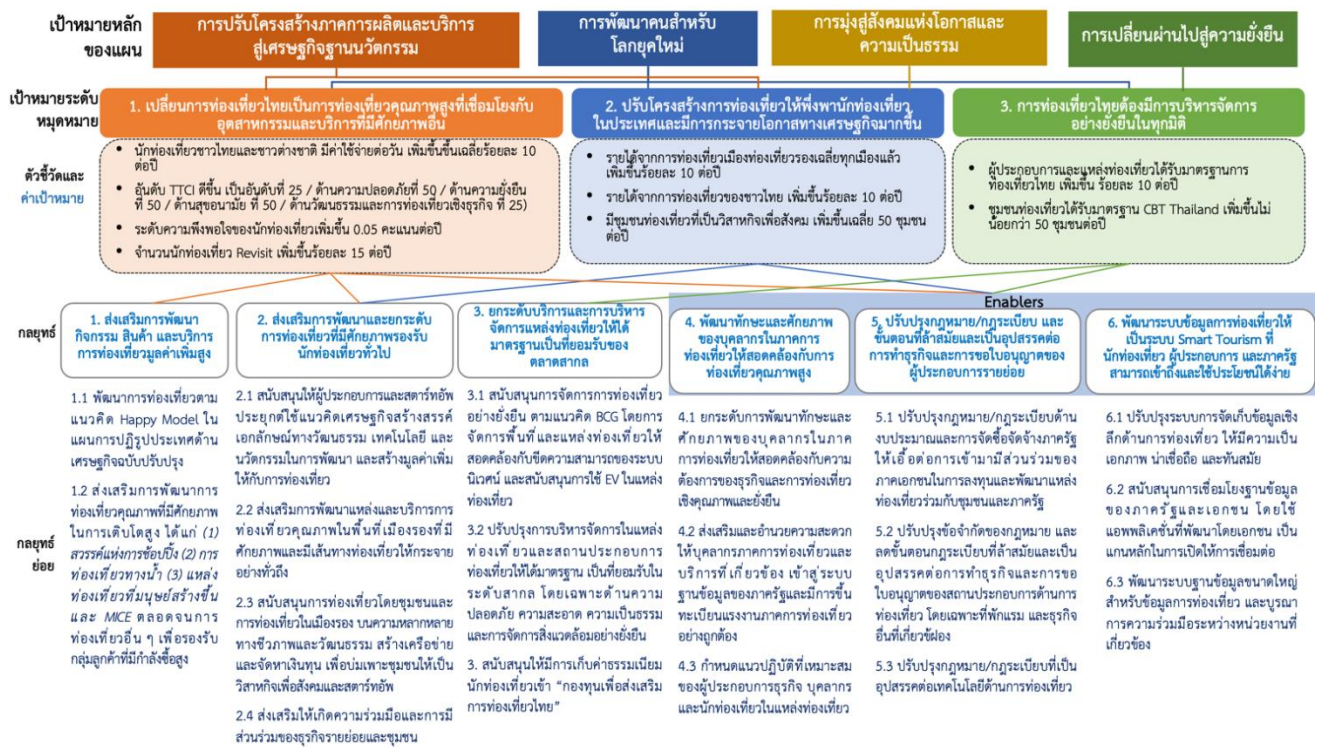 เป้าหมายหลัก
ของแผน
การปรับโครงสร้างภาคการผลิตและบริการ
สู่เศรษฐกิจฐานนวัตกรรม
การพัฒนาคนสำหรับ
โลกยุคใหม่
การมุ่งสู่สังคมแห่งโอกาสและ
ความเป็นธรรม
การเปลี่ยนผ่านไปสู่ความยั่งยืน
เป้าหมายระดับ
หมุดหมาย
1. เปลี่ยนการท่องเที่ยวไทยเป็นการท่องเที่ยวคุณภาพสูงที่เชื่อมโยงกับ
อุตสาหกรรมและบริการที่มีศักยภาพอื่น
2. ปรับโครงสร้างการท่องเที่ยวให้พึ่งพานักท่องเที่ยว
ในประเทศและมีการกระจายโอกาสทางเศรษฐกิจมากขึ้น
3. การท่องเที่ยวไทยต้องมีการบริหารจัดการ
อย่างยั่งยืนในทุกมิติ
ตัวชี้วัดและ
ค่าเป้าหมาย
• นักท่องเที่ยวชาวไทยและชาวต่างชาติ มีค่าใช้จ่ายต่อวัน เพิ่มขึ้นขึ้นเฉลี่ยร้อยละ 10
ต่อปี
• อันดับ TTCI ดีขึ้น เป็นอันดับที่ 25 / ด้านความปลอดภัยที่ 50 / ด้านความยั่งยืน
ที่ 50 / ด้านสุขอนามัย ที่ 50 / ด้านวัฒนธรรมและการท่องเที่ยวเชิงธุรกิจ ที่ 25)
• ระดับความพึงพอใจของนักท่องเที่ยวเพิ่มขึ้น 0.05 คะแนนต่อปี
• จำนวนนักท่องเที่ยว Revisit เพิ่มขึ้นร้อยละ 15 ต่อปี
• รายได้จากการท่องเที่ยวเมืองท่องเที่ยวรองเฉลี่ยทุกเมืองแล้ว
เพิ่มขึ้นร้อยละ 10 ต่อปี
• รายได้จากการท่องเที่ยวของชาวไทย เพิ่มขึ้นร้อยละ 10 ต่อปี
• มีชุมชนท่องเที่ยวที่เป็นวิสาหกิจเพื่อสังคม เพิ่มขึ้นเฉลี่ย 50 ชุมชน
ต่อปี
• ผู้ประกอบการและแหล่งท่องเที่ยวได้รับมาตรฐานการ
ท่องเที่ยวไทย เพิ่มขึ้น ร้อยละ 10 ต่อปี
• ชุมชนท่องเที่ยวได้รับมาตรฐาน CBT Thailand เพิ่มขึ้นไม่
น้อยกว่า 50 ชุมชนต่อปี
Enablers
กลยุทธ์
1. ส่งเสริมการพัฒนา
กิจกรรม สินค้า และบริการ
การท่องเที่ยวมูลค่าเพิ่มสูง
2. ส่งเสริมการพัฒนาและยกระดับ
การท่องเที่ยวที่มีศักยภาพรองรับ
นักท่องเที่ยวทั่วไป
3. ยกระดับบริการและการบริหาร
จัดการแหล่งท่องเที่ยวให้ได้
มาตรฐานเป็นที่ยอมรับของ
ตลาดสากล
4. พัฒนาทักษะและศักยภาพ
ของบุคลากรในภาคการ
ท่องเที่ยวให้สอดคล้องกับการ
ท่องเที่ยวคุณภาพสูง
5. ปรับปรุงกฎหมาย/กฎระเบียบ และ
ขั้นตอนที่ล้าสมัยและเป็นอุปสรรคต่อ
การทำธุรกิจและการขอใบอนุญาตของ
ผู้ประกอบการรายย่อย
6. พัฒนาระบบข้อมูลการท่องเที่ยวให้
เป็นระบบ Smart Tourism ที่
นักท่องเที่ยว ผู้ประกอบการ และภาครัฐ
สามารถเข้าถึงและใช้ประโยชน์ได้ง่าย
กลยุทธ์
ย่อย
1.1 พัฒนาการท่องเที่ยวตาม
แนวคิด Happy Model ใน
แผนการปฏิรูปประเทศด้าน
เศรษฐกิจฉบับปรับปรุง
1.2 ส่งเสริมการพัฒนาการ
ท่องเที่ยวคุณภาพที่มีศักยภาพ
ในการเติบโตสูง ได้แก่ (1)
สวรรค์แห่งการช้อปปิ้ง (2) การ
ท่องเที่ยวทางน้ำ (3) แหล่ง
ท่องเที่ยวที่มนุษย์สร้างขึ้น
และ MICE ตลอดจนการ
ท่องเที่ยวอื่น ๆ เพื่อรองรับ
กลุ่มลูกค้าที่มีกำลังซื้อสูง
2.1 สนับสนุนให้ผู้ประกอบการและสตาร์ทอัพ
ประยุกต์ใช้แนวคิดเศรษฐกิจสร้างสรรค์
เอกลักษณ์ทางวัฒนธรรม เทคโนโลยี และ
นวัตกรรมในการพัฒนา และสร้างมูลค่าเพิ่ม
ให้กับการท่องเที่ยว
2.2 ส่งเสริมการพัฒนาแหล่งและบริการการ
ท่องเที่ยวคุณภาพในพื้นที่เมืองรองที่มี
ศักยภาพและมีเส้นทางท่องเที่ยวให้กระจาย
อย่างทั่วถึง
2.3 สนับสนุนการท่องเที่ยวโดยชุมชนและ
การท่องเที่ยวในเมืองรอง บนความหลากหลาย
ทางชีวภาพและวัฒนธรรม สร้างเครือข่าย
และจัดหาเงินทุน เพื่อบ่มเพาะชุมชนให้เป็น
วิสาหกิจเพื่อสังคมและสตาร์ทอัพ
2.4 ส่งเสริมให้เกิดความร่วมมือและการมี
ส่วนร่วมของธุรกิจรายย่อยและชุมชน
3.1 สนับสนุนการจัดการการท่องเที่ยว
อย่างยั่งยืน ตามแนวคิด BCG โดยการ
จัดการพื้นที่และแหล่งท่องเที่ยวให้
สอดคล้องกับขีดความสามารถของระบบ
นิเวศน์ และสนับสนุนการใช้ EV ในแหล่ง
ท่องเที่ยว
3.2 ปรับปรุงการบริหารจัดการในแหล่ง
ท่องเที่ยวและสถานประกอบการ
ท่องเที่ยวให้ได้มาตรฐาน เป็นที่ยอมรับใน
ระดับสากล โดยเฉพาะด้านความ
ปลอดภัย ความสะอาด ความเป็นธรรม
และการจัดการสิ่งแวดล้อมอย่างยั่งยืน
3. สนับสนุนให้มีการเก็บค่าธรรมเนียม
นักท่องเที่ยวเข้า “กองทุนเพื่อส่งเสริม
การท่องเที่ยวไทย”
4.1 ยกระดับการพัฒนาทักษะและ
ศักยภาพของบุคลากรในภาค
การท่องเที่ยวให้สอดคล้องกับความ
ต้องการของธุรกิจและการท่องเที่ยว
เชิงคุณภาพและยั่งยืน
4.2 ส่งเสริมและอำนวยความสะดวก
ให้บุคลากรภาคการท่องเที่ยวและ
บริการที่เกี่ยวข้อง เข้าสู่ระบบ
ฐานข้อมูลของภาครัฐและมีการขึ้น
ทะเบียนแรงงานภาคการท่องเที่ยว
อย่างถูกต้อง
4.3 กำหนดแนวปฏิบัติที่เหมาะสม
ของผู้ประกอบการธุรกิจ บุคลากร
และนักท่องเที่ยวในแหล่งท่องเที่ยว
5.1 ปรับปรุงกฎหมาย/กฎระเบียบด้าน
งบประมาณและการจัดซื้อจัดจ้างภาครัฐ
ให้เอื้อต่อการเข้ามามีส่วนร่วมของ
ภาคเอกชนในการลงทุนและพัฒนาแหล่ง
ท่องเที่ยวร่วมกับชุมชนและภาครัฐ
5.2 ปรับปรุงข้อจำกัดของกฎหมาย และ
ลดขั้นตอนกฎระเบียบที่ล้าสมัยและเป็น
อุปสรรคต่อการทำธุรกิจและการขอ
ใบอนุญาตของสถานประกอบการด้านการ
ท่องเที่ยว โดยเฉพาะที่พักแรม และธุรกิจ
อื่นที่เกี่ยวข้อง
5.3 ปรับปรุงกฎหมาย/กฎระเบียบที่เป็น
อุปสรรคต่อเทคโนโลยีด้านการท่องเที่ยว
6.1 ปรับปรุงระบบการจัดเก็บข้อมูลเชิง
ลึกด้านการท่องเที่ยว ให้มีความเป็น
เอกภาพ น่าเชื่อถือ และทันสมัย
6.2 สนับสนุนการเชื่อมโยงฐานข้อมูล
ของภาครัฐและเอกชน โดยใช้
แอพพลิเคชั่นที่พัฒนาโดยเอกชน เป็น
แกนหลักในการเปิดให้การเชื่อมต่อ
6.3 พัฒนาระบบฐานข้อมูลขนาดใหญ่
สำหรับข้อมูลการท่องเที่ยว และบูรณา
การความร่วมมือระหว่างหน่วยงานที่
เกี่ยวข้อง